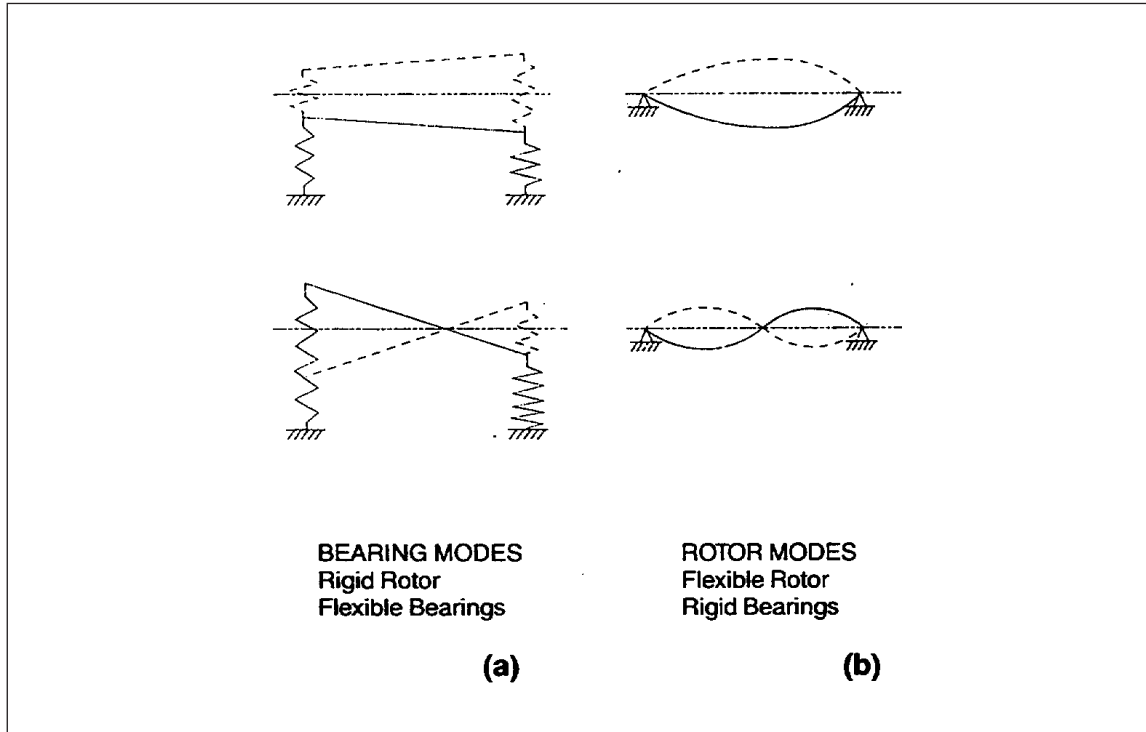 BEARING MODES
Rigid Rotor
Flexible Bearings
(a)
ROTOR MODES
Flexible Rotor
Rigid Bearings
(b)